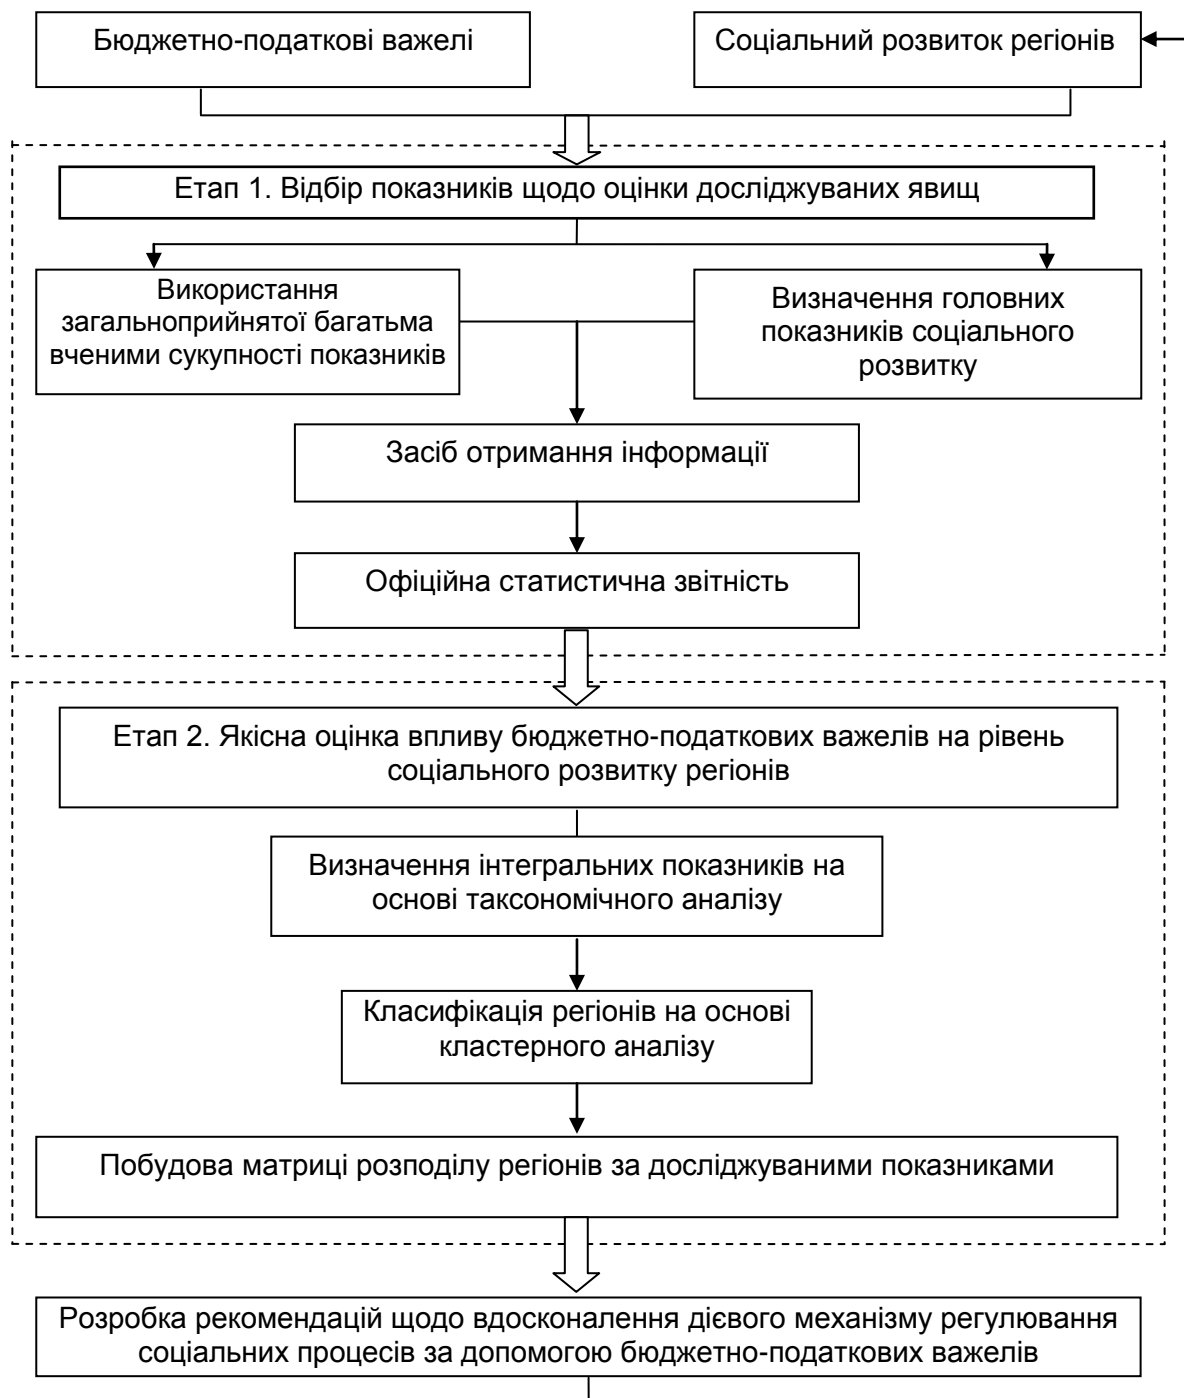 Бюджетно-податкові важелі
Соціальний розвиток регіонів
Етап 1. Відбір показників щодо оцінки досліджуваних явищ
Використання
загальноприйнятої багатьма
вченими сукупності показників
Визначення головних
показників соціального
розвитку
Засіб отримання інформації
Офіційна статистична звітність
Етап 2. Якісна оцінка впливу бюджетно-податкових важелів на рівень
соціального розвитку регіонів
Визначення інтегральних показників на
основі таксономічного аналізу
Класифікація регіонів на основі
кластерного аналізу
Побудова матриці розподілу регіонів за досліджуваними показниками
Розробка рекомендацій щодо вдосконалення дієвого механізму регулювання
соціальних процесів за допомогою бюджетно-податкових важелів